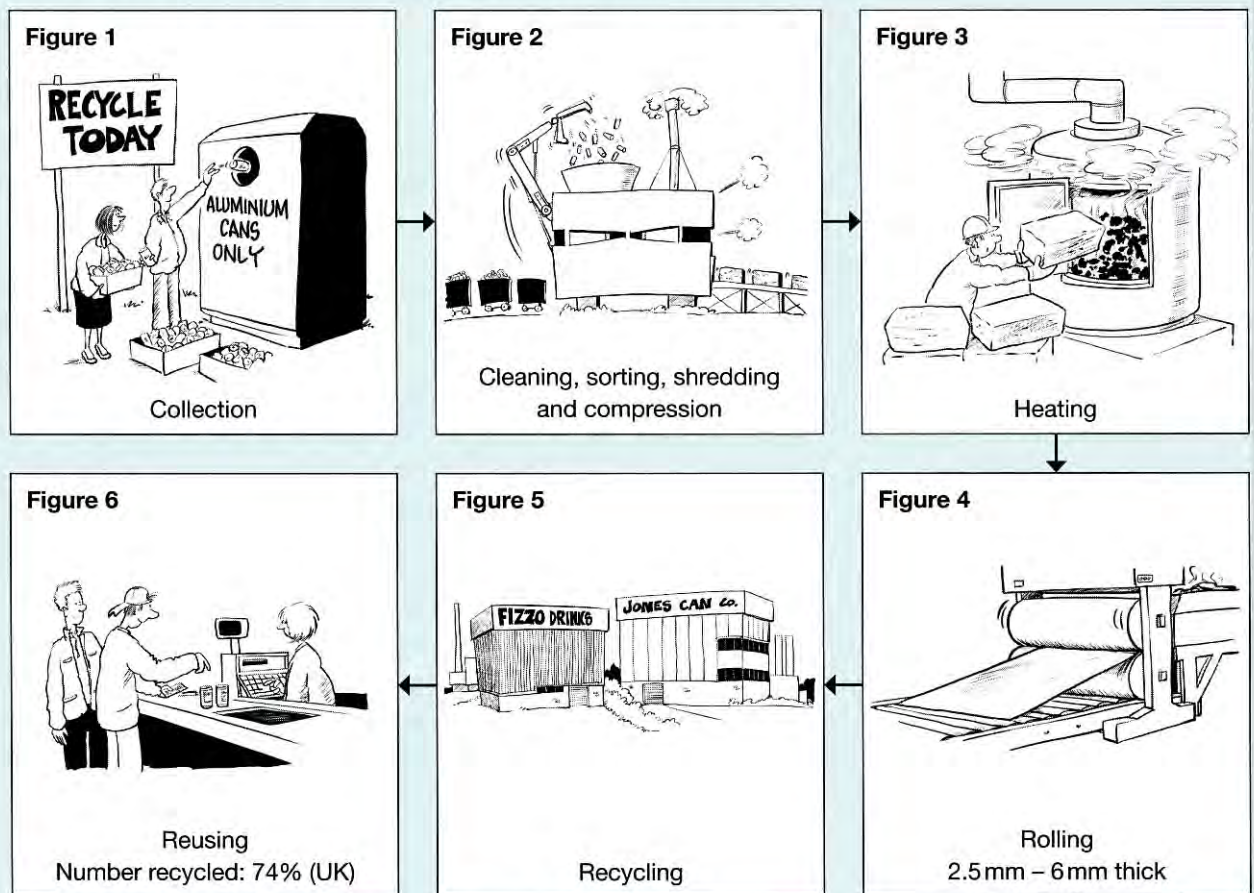 Figure 1
RECYCLE
TODAY
ALUMINIUM
CANS
ONLY
Collection
Figure 2
Cleaning, sorting, shredding
and compression
Figure 3
Heating
Figure 4
Rolling
2.5 mm – 6 mm thick
Figure 5
FIZZO DRINKS
JONES CAN Co.
Recycling
Figure 6
Reusing
Number recycled: 74% (UK)